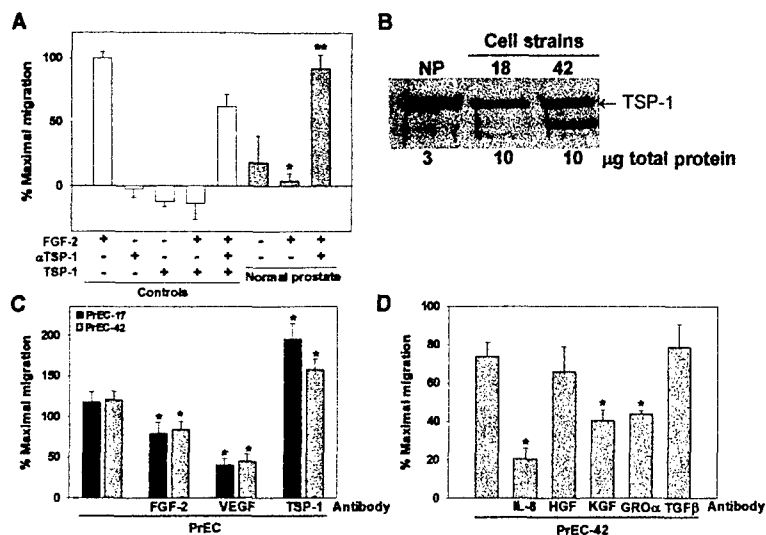 A
% Maximal migration
100
50
0
** 
*
FGF-2 + - - + + - + +
αTSP-1 - + - - + - - +
TSP-1 - - + + +
Controls
Normal prostate
B
Cell strains
NP 18 42
TSP-1
3 10 10 μg total protein
C
% Maximal migration
200
150
100
50
0
PrEC-17
PrEC-42
* * * * * *
FGF-2 VEGF TSP-1 Antibody
PrEC
D
% Maximal migration
80
60
40
20
0
* * *
IL-8 HGF KGF GROα TGFβ Antibody
PrEC-42